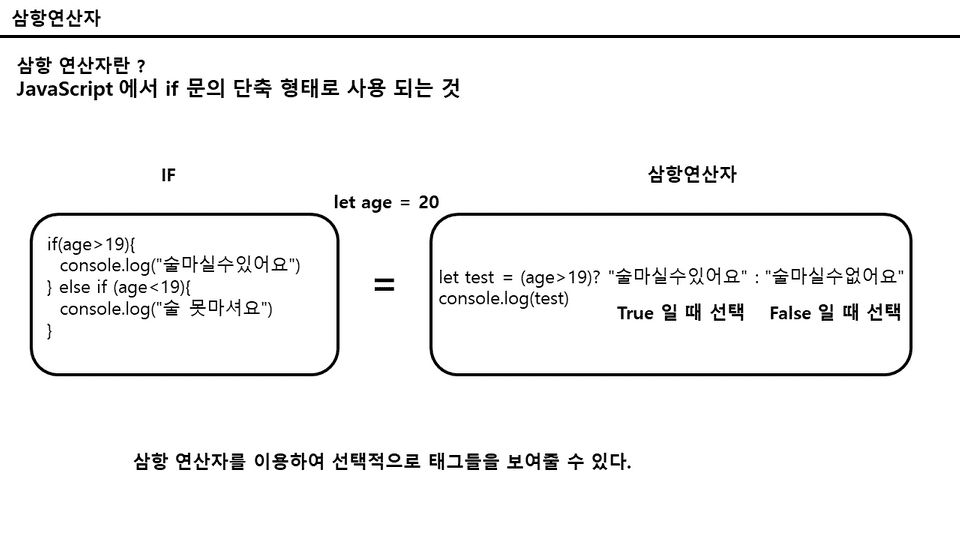 삼항연산자
삼항 연산자란 ?
JavaScript 에서 if 문의 단축 형태로 사용 되는 것
IF
삼항연산자
let age = 20
if(age>19){
console.log("술마실수있어요")
} else if (age<19){
console.log("술 못마셔요")
}
=
let test = (age>19)? "술마실수있어요" : "술마실수없어요"
console.log(test)
True 일 때 선택 False 일 때 선택
삼항 연산자를 이용하여 선택적으로 태그들을 보여줄 수 있다.